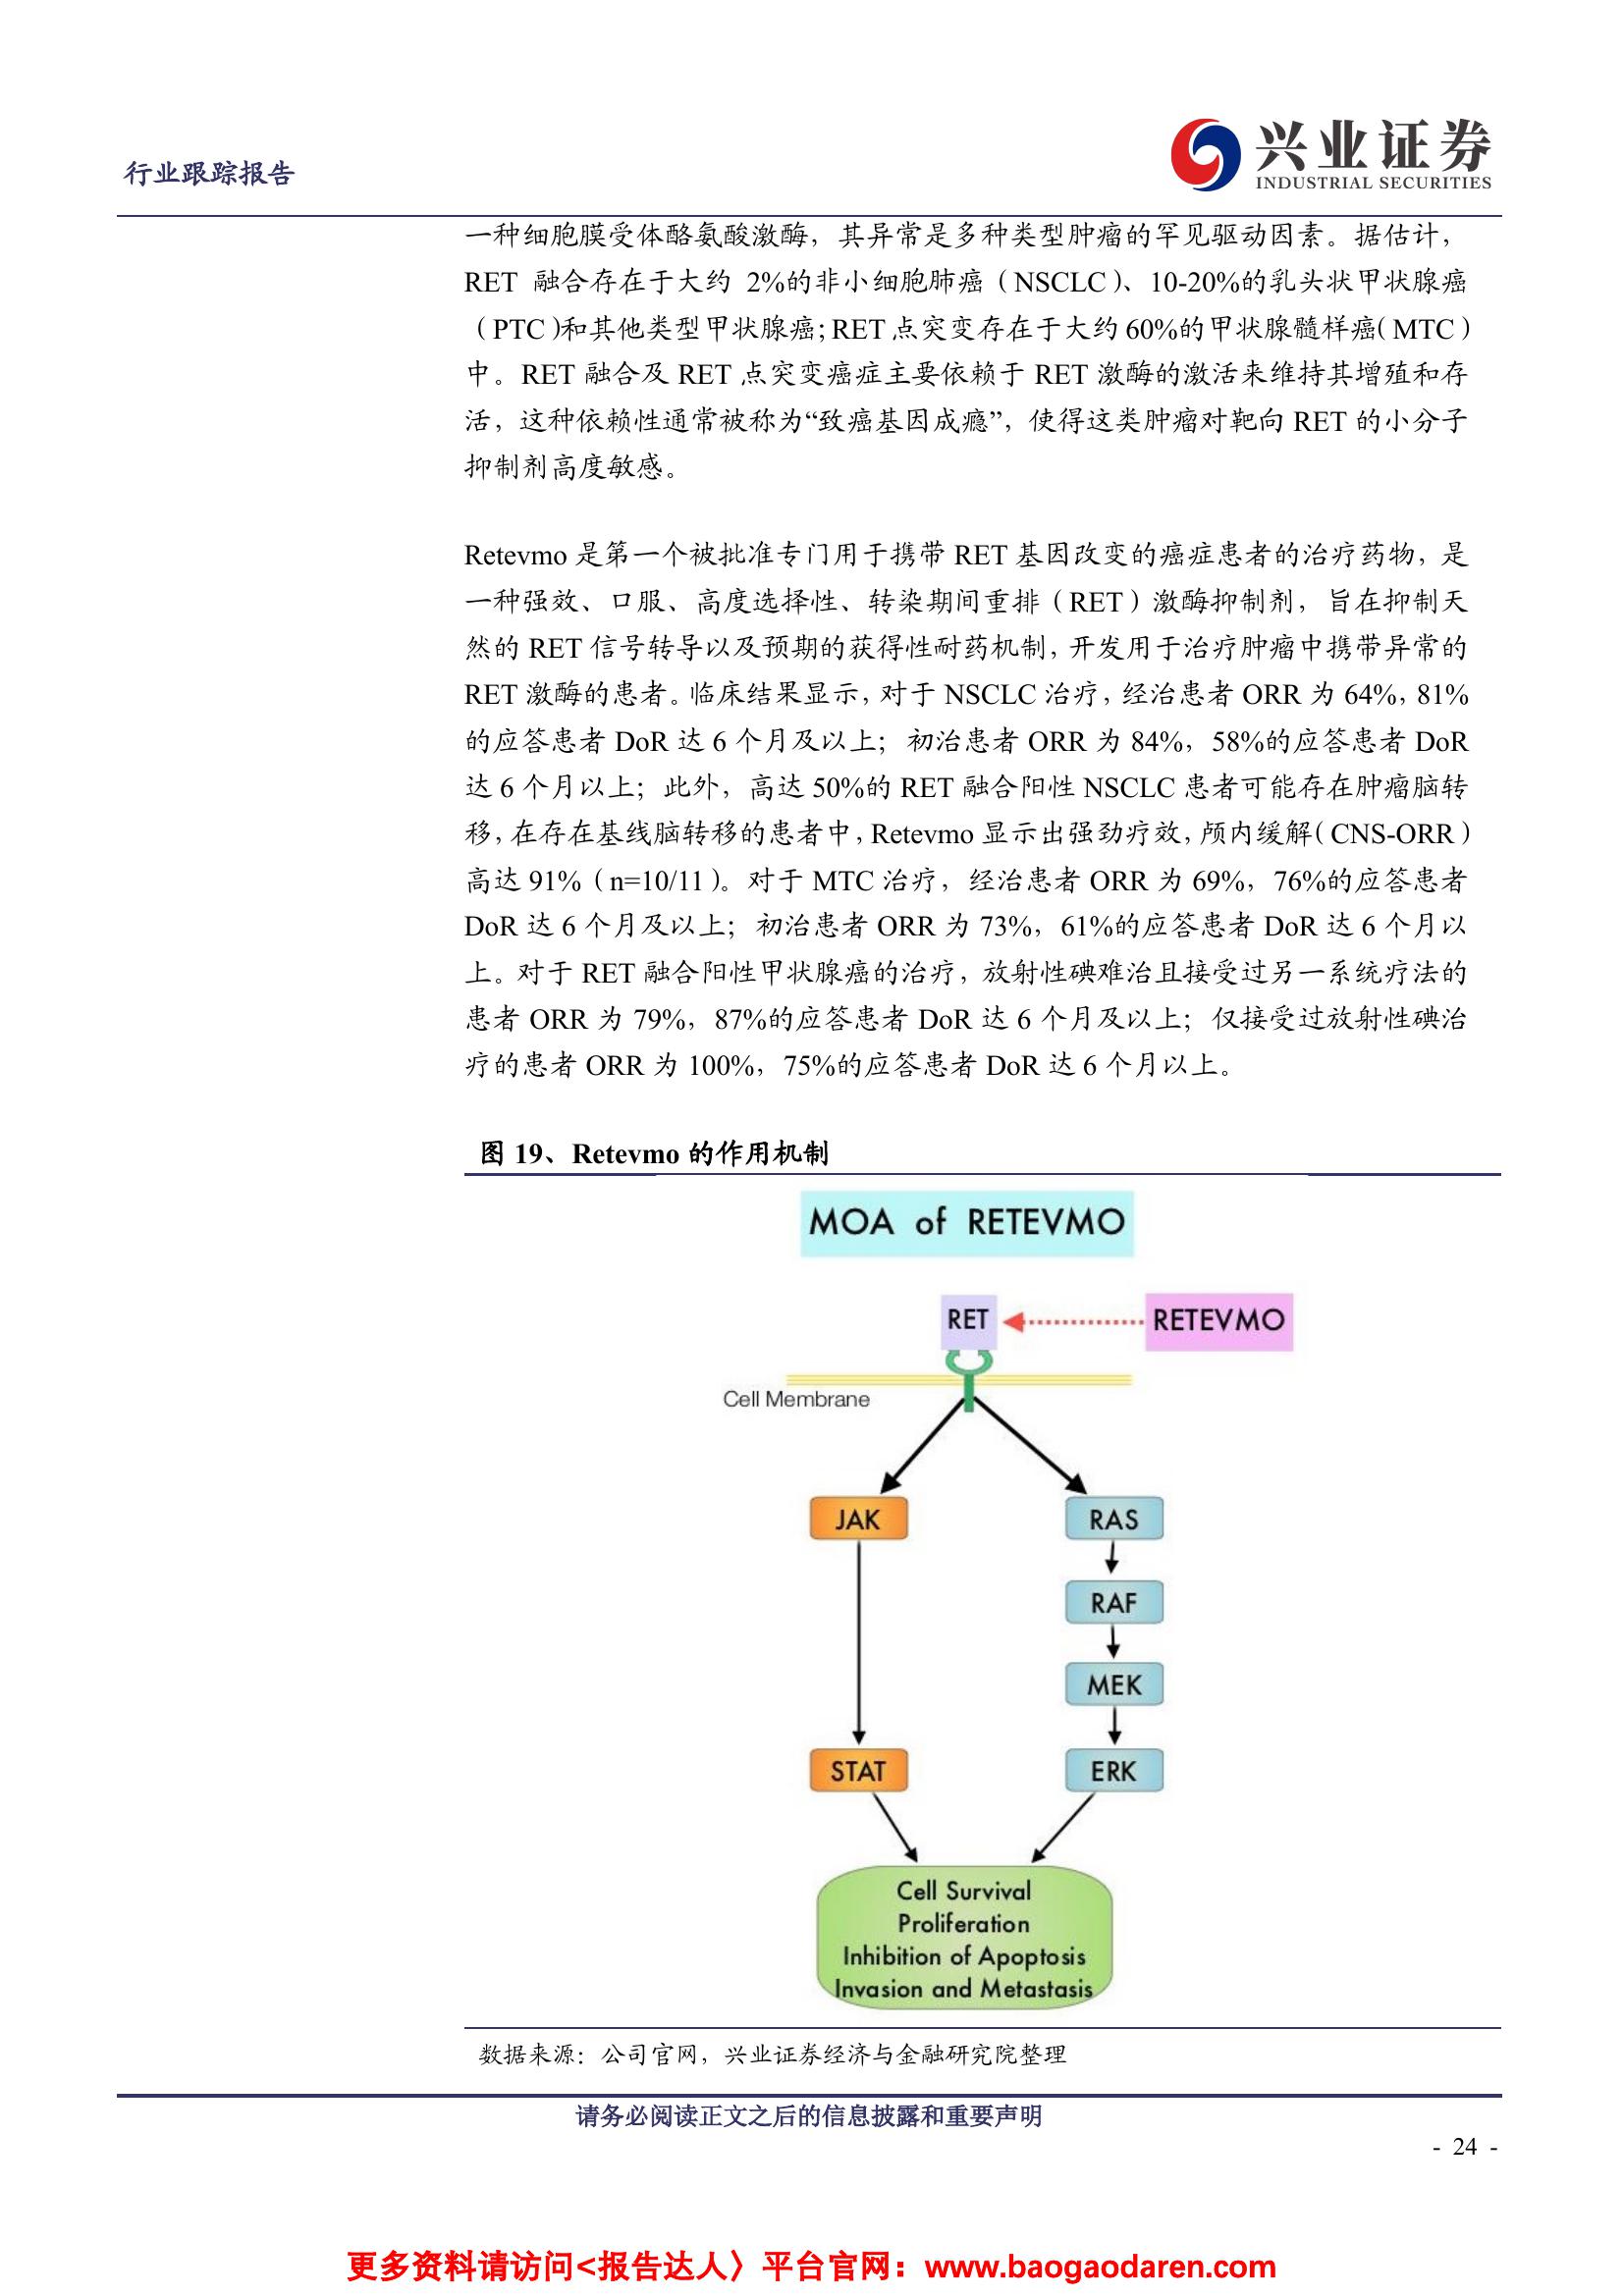 行业跟踪报告
兴业证券
INDUSTRIAL SECURITIES
一种细胞膜受体酪氨酸激酶，其异常是多种类型肿瘤的罕见驱动因素。据估计，
RET 融合存在于大约 2%的非小细胞肺癌（NSCLC）、10-20%的乳头状甲状腺癌
（PTC）和其他类型甲状腺癌；RET 点突变存在于大约 60%的甲状腺髓样癌（MTC）
中。RET 融合及 RET 点突变癌症主要依赖于 RET 激酶的激活来维持其增殖和存
活，这种依赖性通常被称为“致癌基因成瘾”，使得这类肿瘤对靶向 RET 的小分子
抑制剂高度敏感。
Retevmo 是第一个被批准专门用于携带 RET 基因改变的癌症患者的治疗药物，是
一种强效、口服、高度选择性、转染期间重排（RET）激酶抑制剂，旨在抑制天
然的 RET 信号转导以及预期的获得性耐药机制，开发用于治疗肿瘤中携带异常的
RET 激酶的患者。临床结果显示，对于 NSCLC 治疗，经治患者 ORR 为 64%，81%
的应答患者 DoR 达 6 个月及以上；初治患者 ORR 为 84%，58%的应答患者 DoR
达 6 个月以上；此外，高达 50%的 RET 融合阳性 NSCLC 患者可能存在肿瘤脑转
移，在存在基线脑转移的患者中，Retevmo 显示出强劲疗效，颅内缓解（CNS-ORR）
高达 91%（n=10/11）。对于 MTC 治疗，经治患者 ORR 为 69%，76%的应答患者
DoR 达 6 个月及以上；初治患者 ORR 为 73%，61%的应答患者 DoR 达 6 个月以
上。对于 RET 融合阳性甲状腺癌的治疗，放射性碘难治且接受过另一系统疗法的
患者 ORR 为 79%，87%的应答患者 DoR 达 6 个月及以上；仅接受过放射性碘治
疗的患者 ORR 为 100%，75%的应答患者 DoR 达 6 个月以上。
图 19、Retevmo 的作用机制
MOA of RETEVMO
RET
RETEVMO
Cell Membrane
JAK
RAS
RAF
MEK
STAT
ERK
Cell Survival
Proliferation
Inhibition of Apoptosis
Invasion and Metastasis
数据来源：公司官网，兴业证券经济与金融研究院整理
请务必阅读正文之后的信息披露和重要声明
- 24 -
更多资料请访问<报告达人〉平台官网：www.baogaodaren.com